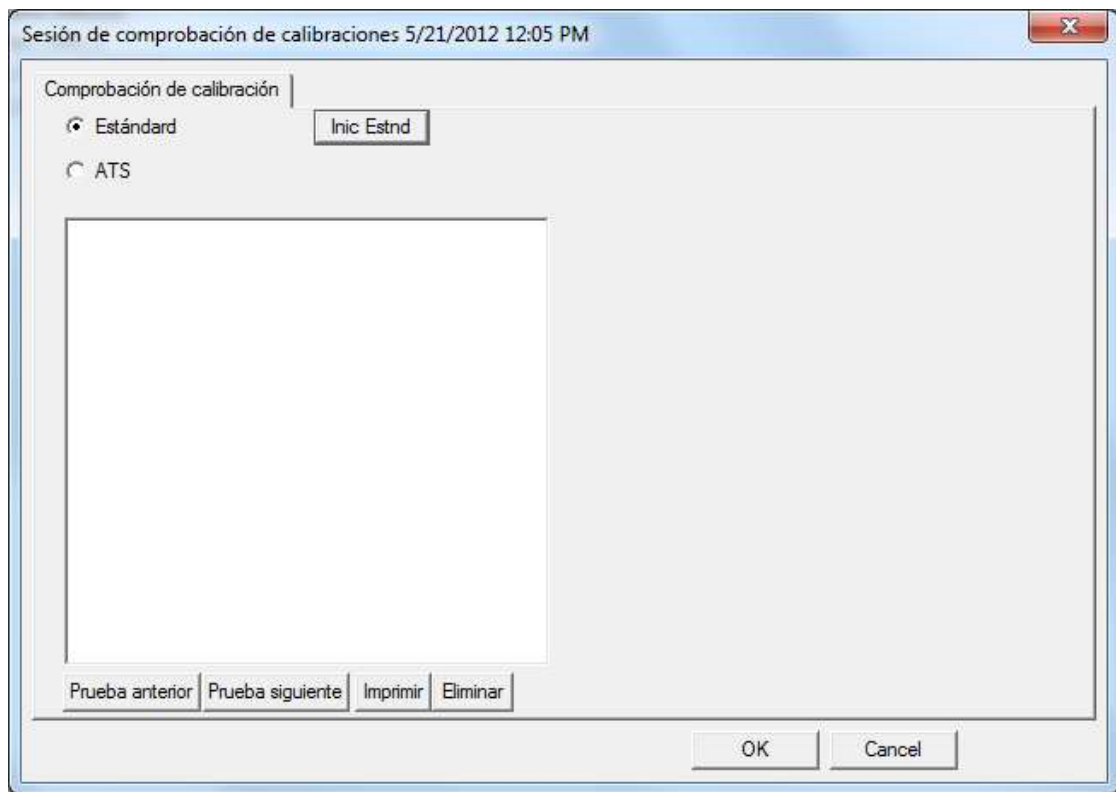 Sesión de comprobación de calibraciones 5/21/2012 12:05 PM
Comprobación de calibración
Estándard Inic Estnd
ATS
Prueba anterior Prueba siguiente Imprimir Eliminar
OK Cancel